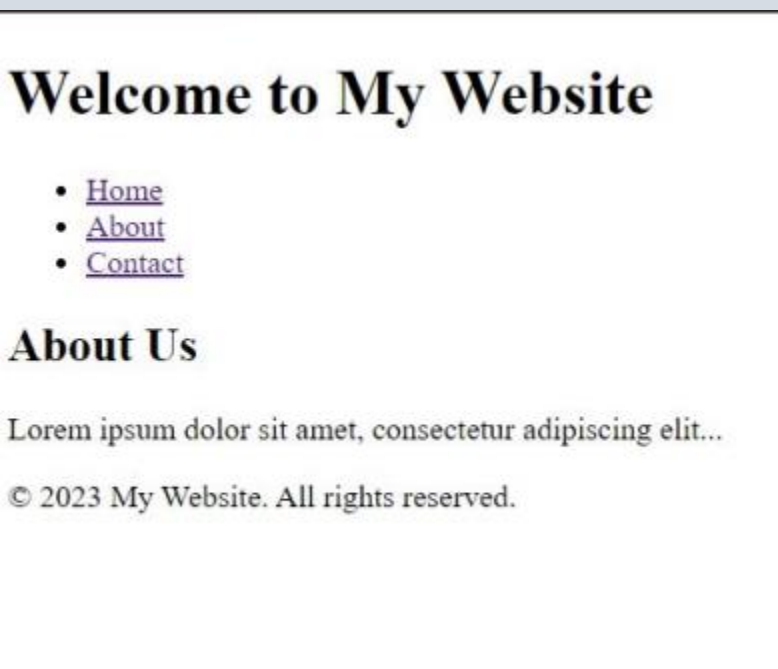 Welcome to My Website
Home
About
Contact
About Us
Lorem ipsum dolor sit amet, consectetur adipiscing elit...
© 2023 My Website. All rights reserved.